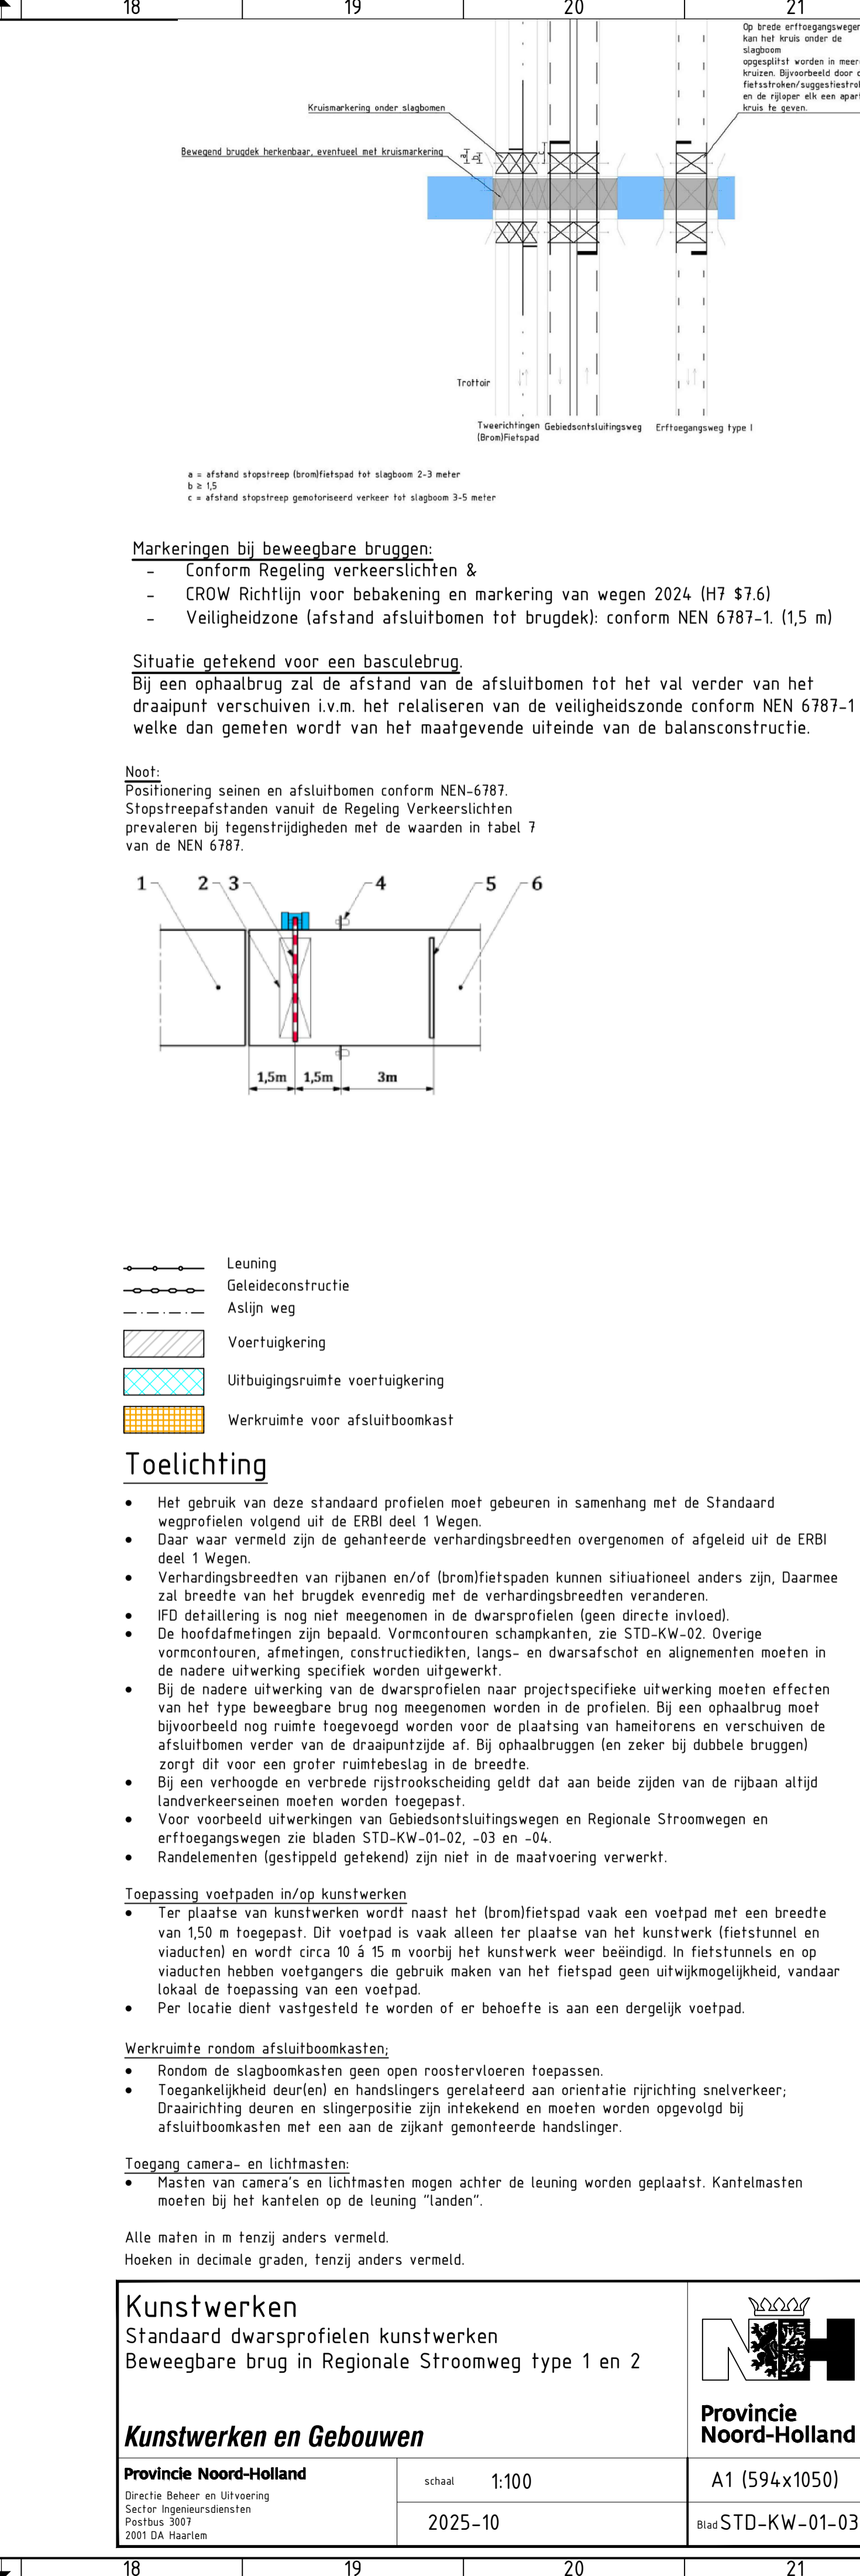 18 19 20 21
Op brede erftoegangswegen
kan het kruis onder de
slagboom
opgesplitst worden in meer
kruizen. Bijvoorbeeld door
fietsstroken/suggestiestro
en de rijloper elk een apart
kruis te geven.
Kruismarkering onder slagbomen
Bewegend brugdek herkenbaar, eventueel met kruismarkering
a b c
Trottoir
Tweerichtingen Gebiedsontsluitingsweg Erftoegangsweg type I
(Brom)Fietspad
a = afstand stopstreep (brom)fietspad tot slagboom 2-3 meter
b ≥ 1,5
c = afstand stopstreep gemotoriseerd verkeer tot slagboom 3-5 meter
Markeringen bij beweegbare bruggen:
- Conform Regeling verkeerslichten &
- CROW Richtlijn voor bebakening en markering van wegen 2024 (H7 $7.6)
- Veiligheidzone (afstand afsluitbomen tot brugdek): conform NEN 6787-1. (1,5 m)
Situatie getekend voor een basculebrug.
Bij een ophaalbrug zal de afstand van de afsluitbomen tot het val verder van het
draaipunt verschuiven i.v.m. het relaliseren van de veiligheidszonde conform NEN 6787-1
welke dan gemeten wordt van het maatgevende uiteinde van de balansconstructie.
Noot:
Positionering seinen en afsluitbomen conform NEN-6787.
Stopstreepafstanden vanuit de Regeling Verkeerslichten
prevaleren bij tegenstrijdigheden met de waarden in tabel 7
van de NEN 6787.
1 2 3 4 5 6
1,5m 1,5m 3m
Leuning
Geleideconstructie
Aslijn weg
Voertuigkering
Uitbuigingsruimte voertuigkering
Werkruimte voor afsluitboomkast
Toelichting
• Het gebruik van deze standaard profielen moet gebeuren in samenhang met de Standaard
wegprofielen volgend uit de ERBI deel 1 Wegen.
• Daar waar vermeld zijn de gehanteerde verhardingsbreedten overgenomen of afgeleid uit de ERBI
deel 1 Wegen.
• Verhardingsbreedten van rijbanen en/of (brom)fietspaden kunnen sitiuationeel anders zijn, Daarmee
zal breedte van het brugdek evenredig met de verhardingsbreedten veranderen.
• IFD detaillering is nog niet meegenomen in de dwarsprofielen (geen directe invloed).
• De hoofdafmetingen zijn bepaald. Vormcontouren schampkanten, zie STD-KW-02. Overige
vormcontouren, afmetingen, constructiedikten, langs- en dwarsafschot en alignementen moeten in
de nadere uitwerking specifiek worden uitgewerkt.
• Bij de nadere uitwerking van de dwarsprofielen naar projectspecifieke uitwerking moeten effecten
van het type beweegbare brug nog meegenomen worden in de profielen. Bij een ophaalbrug moet
bijvoorbeeld nog ruimte toegevoegd worden voor de plaatsing van hameitorens en verschuiven de
afsluitbomen verder van de draaipuntzijde af. Bij ophaalbruggen (en zeker bij dubbele bruggen)
zorgt dit voor een groter ruimtebeslag in de breedte.
• Bij een verhoogde en verbrede rijstrookscheiding geldt dat aan beide zijden van de rijbaan altijd
landverkeerseinen moeten worden toegepast.
• Voor voorbeeld uitwerkingen van Gebiedsontsluitingswegen en Regionale Stroomwegen en
erftoegangswegen zie bladen STD-KW-01-02, -03 en -04.
• Randelementen (gestippeld getekend) zijn niet in de maatvoering verwerkt.
Toepassing voetpaden in/op kunstwerken
• Ter plaatse van kunstwerken wordt naast het (brom)fietspad vaak een voetpad met een breedte
van 1,50 m toegepast. Dit voetpad is vaak alleen ter plaatse van het kunstwerk (fietstunnel en
viaducten) en wordt circa 10 á 15 m voorbij het kunstwerk weer beëindigd. In fietstunnels en op
viaducten hebben voetgangers die gebruik maken van het fietspad geen uitwijkmogelijkheid, vandaar
lokaal de toepassing van een voetpad.
• Per locatie dient vastgesteld te worden of er behoefte is aan een dergelijk voetpad.
Werkruimte rondom afsluitboomkasten;
• Rondom de slagboomkasten geen open roostervloeren toepassen.
• Toegankelijkheid deur(en) en handslingers gerelateerd aan orientatie rijrichting snelverkeer;
Draairichting deuren en slingerpositie zijn intekekend en moeten worden opgevolgd bij
afsluitboomkasten met een aan de zijkant gemonteerde handslinger.
Toegang camera- en lichtmasten:
• Masten van camera's en lichtmasten mogen achter de leuning worden geplaatst. Kantelmasten
moeten bij het kantelen op de leuning "landen".
Alle maten in m tenzij anders vermeld.
Hoeken in decimale graden, tenzij anders vermeld.
Kunstwerken
Standaard dwarsprofielen kunstwerken
Beweegbare brug in Regionale Stroomweg type 1 en 2
Kunstwerken en Gebouwen
NH
Provincie
Noord-Holland
Provincie Noord-Holland
Directie Beheer en Uitvoering
Sector Ingenieursdiensten
Postbus 3007
2001 DA Haarlem
schaal 1:100
2025-10
A1 (594x1050)
Blad STD-KW-01-03
18 19 20 21